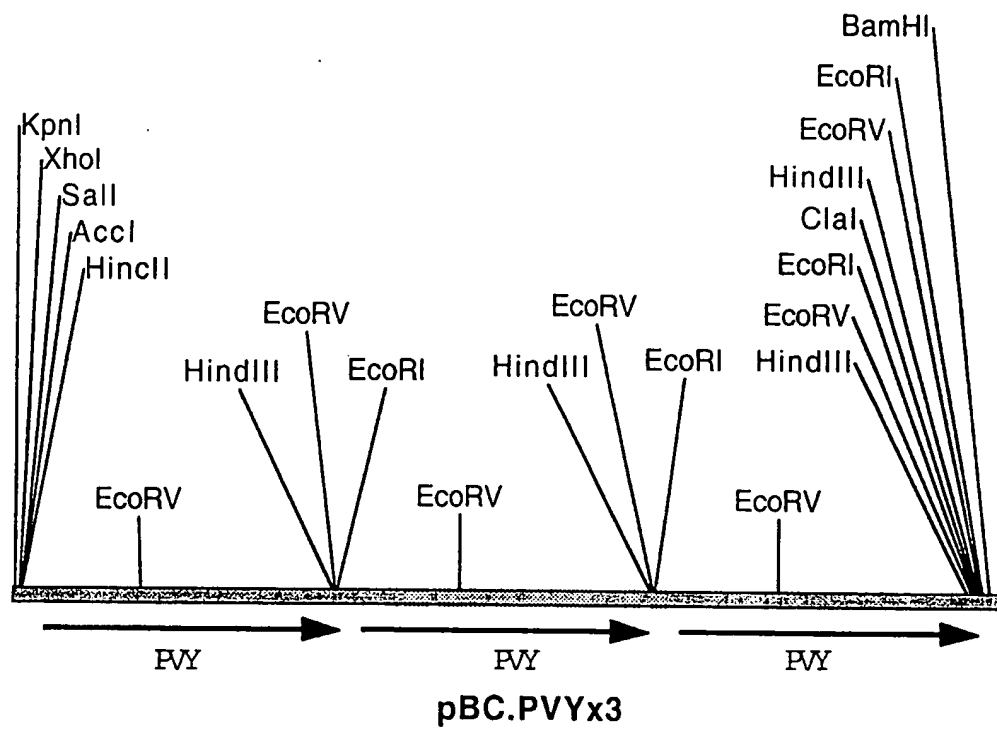 BamHI
EcoRI
KpnI
EcoRV
XhoI
HindIII
SalI
ClaI
AccI
EcoRI
HincII
EcoRV
EcoRV
EcoRV
HindIII
EcoRI
HindIII
EcoRI
HindIII
EcoRV
EcoRV
EcoRV
PVY
PVY
PVY
pBC.PVYx3